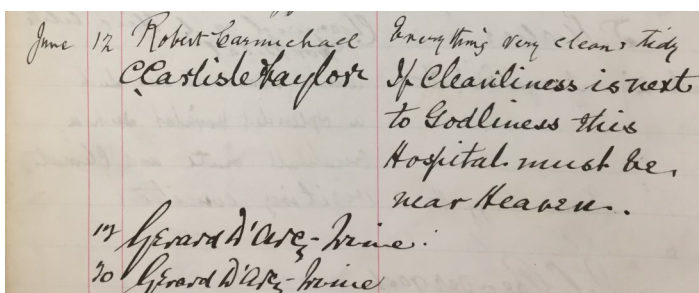 June 12 Robert Carmichael Everything very clean & tidy
C. Carlisle Taylor If Cleanliness is next
to Godliness this
Hospital must be
near Heaven.
17 Gerard D'Arcy-Irvine.
30 Gerard D'Arcy-Irvine